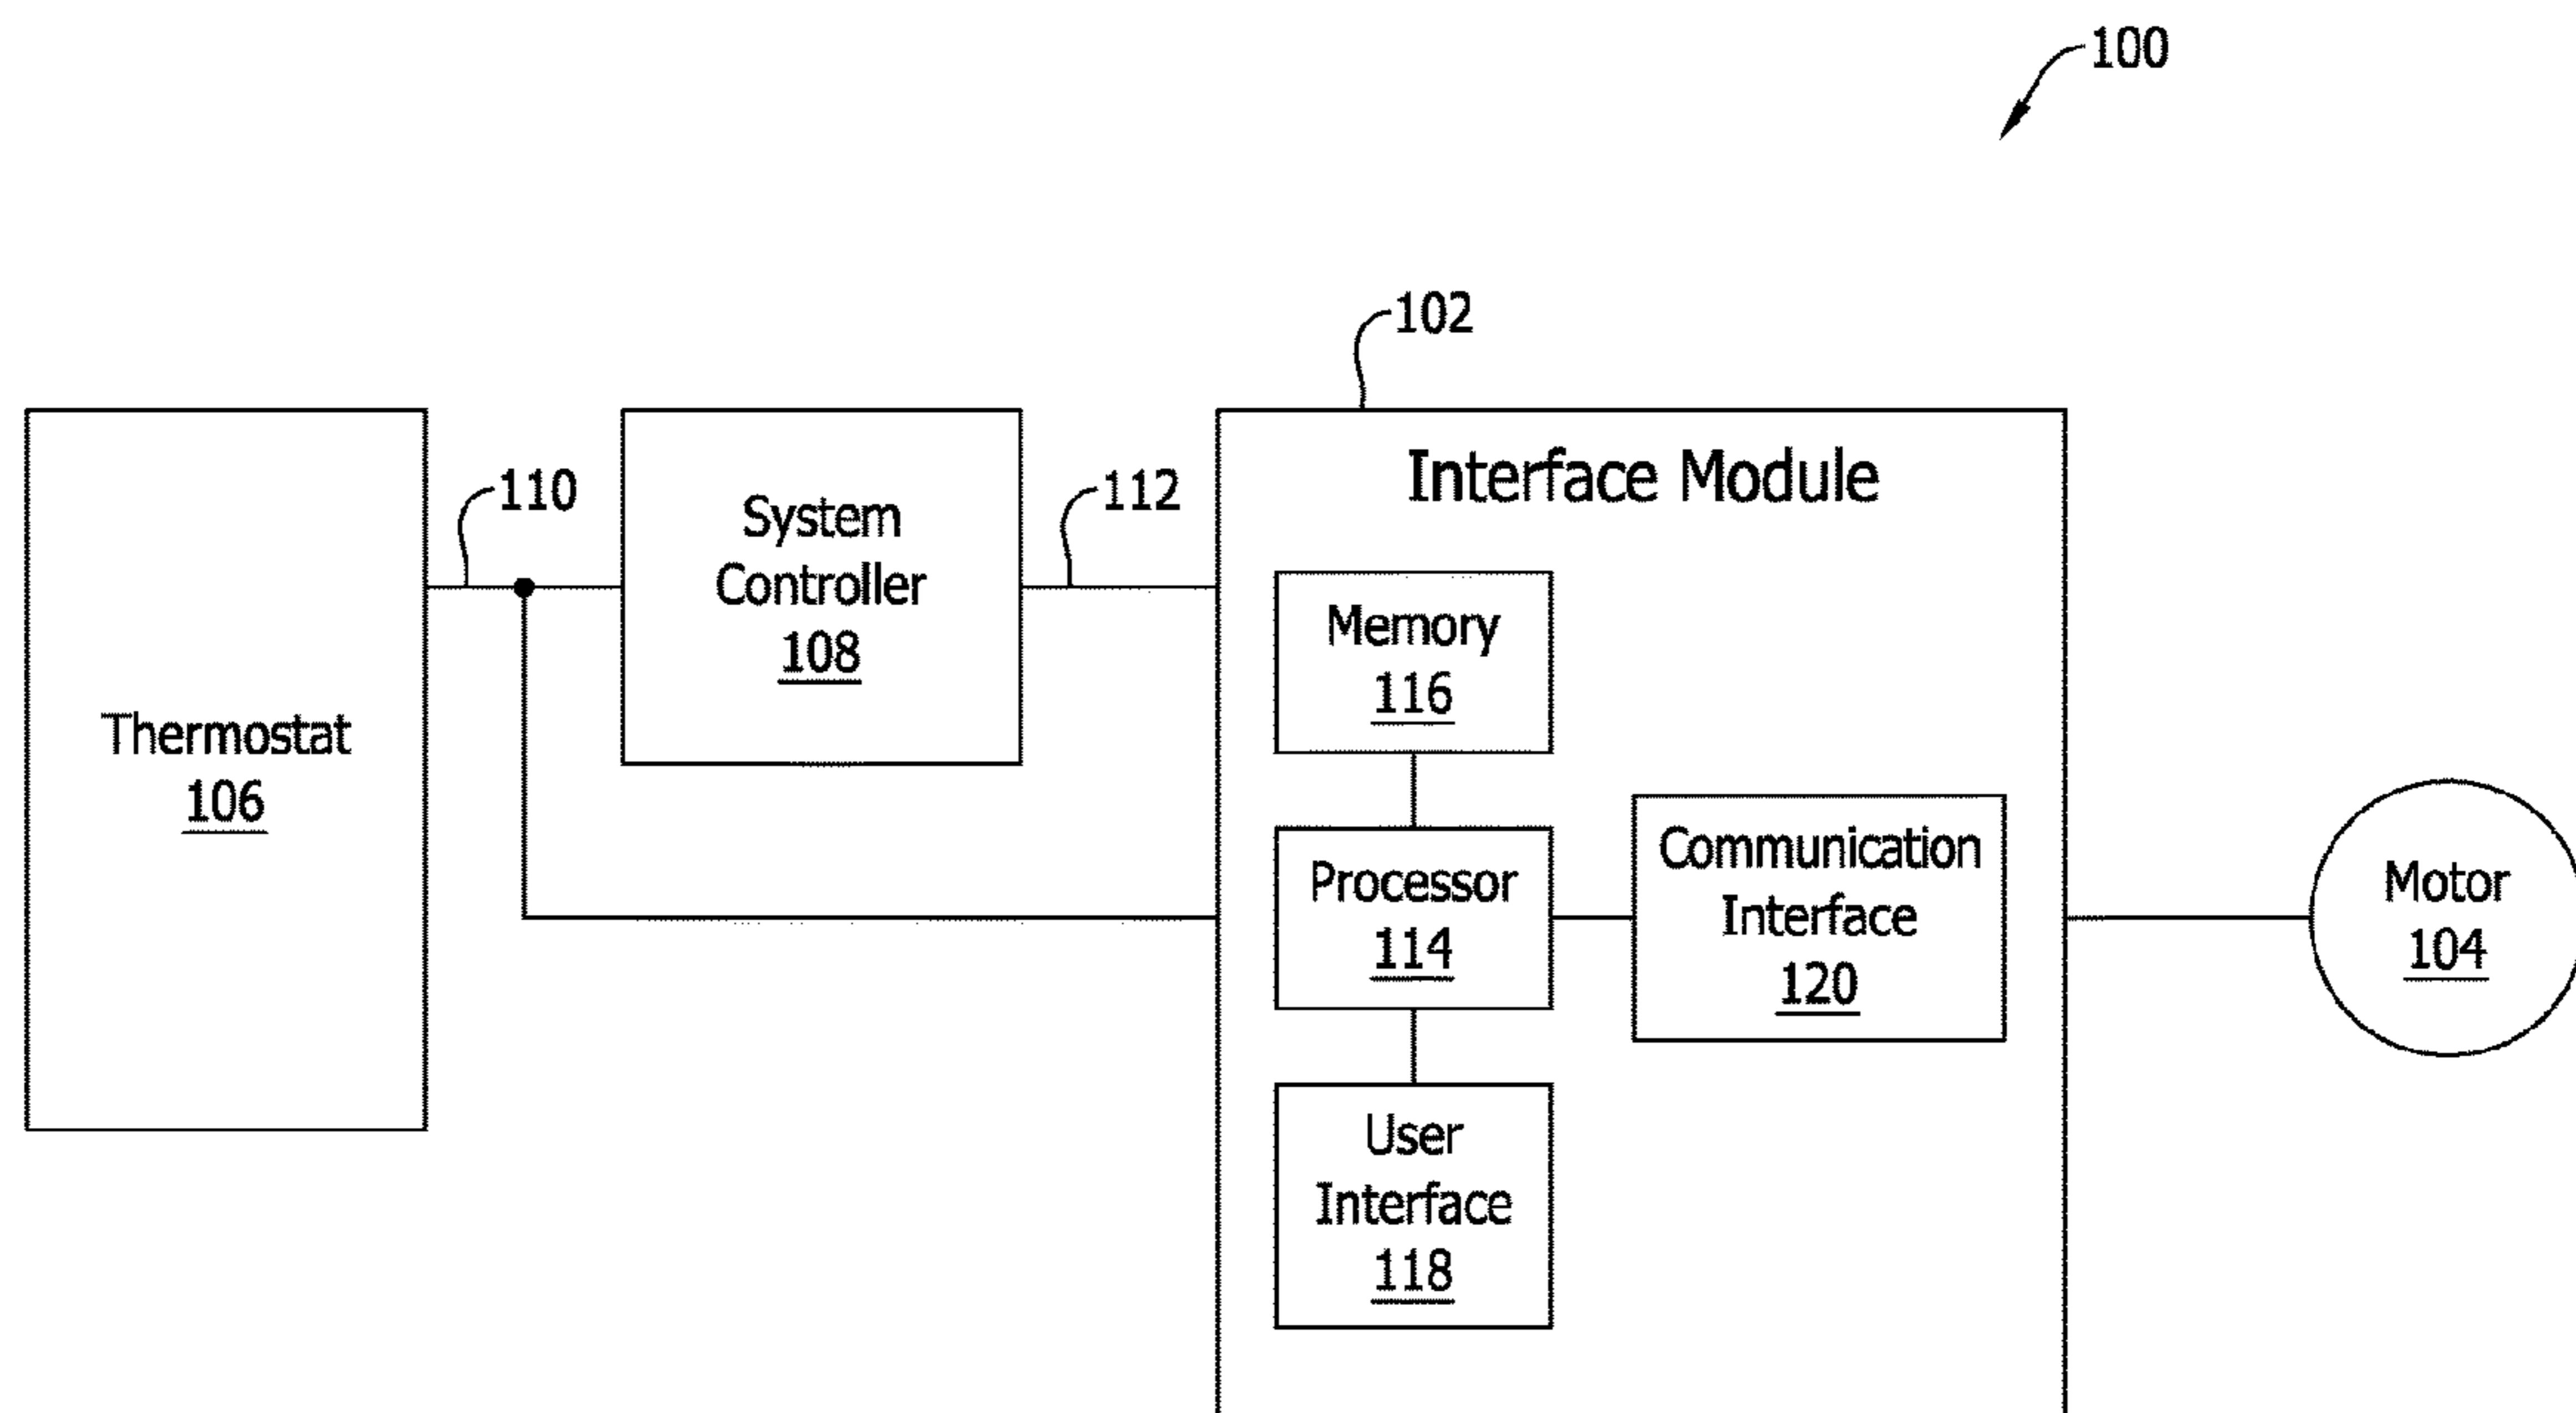 100
102
Interface Module
110
112
System
Controller
108
Memory
116
Thermostat
106
Processor
114
Communication
Interface
120
Motor
104
User
Interface
118